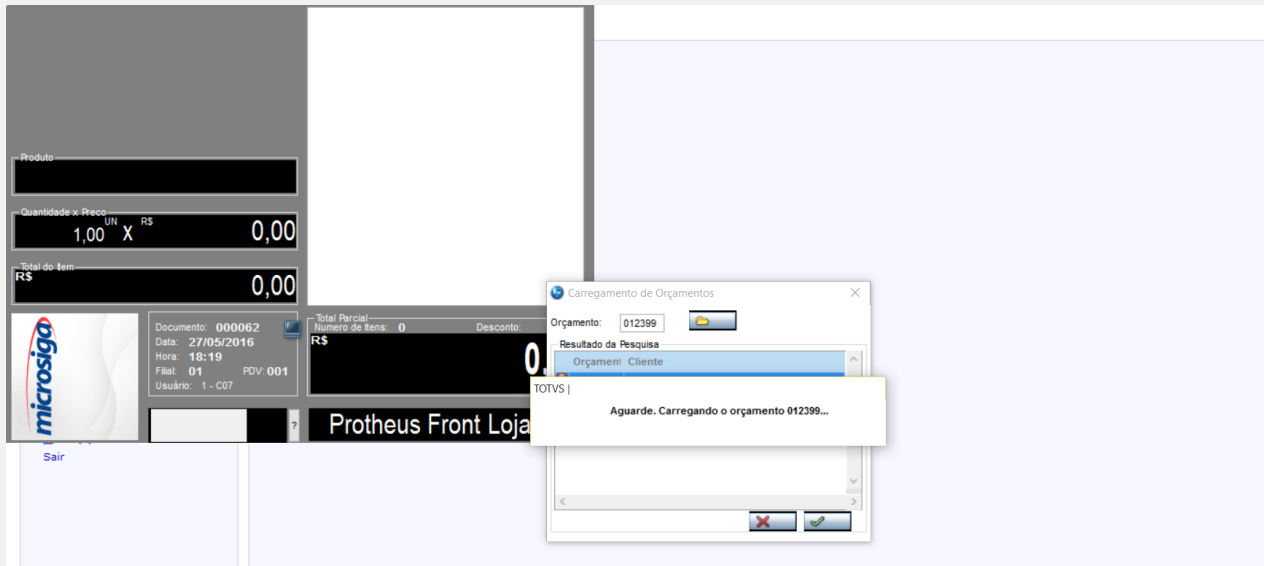 Produto
Quantidade x Preço
1,00 UN X R$ 0,00
Total do Item
R$ 0,00
microsiga
Documento: 000062
Data: 27/05/2016
Hora: 18:19
Filial: 01 PDV: 001
Usuário: 1 - C07
?
Total Parcial
Numero de Itens: 0 Desconto:
R$ 0,
Protheus Front Loja
Sair
Carregamento de Orçamentos
Orçamento: 012399
Resultado da Pesquisa
Orçament Cliente
TOTVS |
Aguarde. Carregando o orçamento 012399...